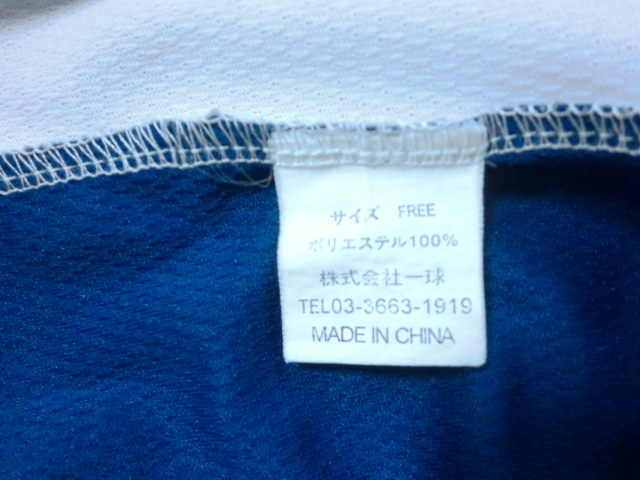 サイズ FREE
ポリエステル100%
株式会社一球
TEL03-3663-1919
MADE IN CHINA